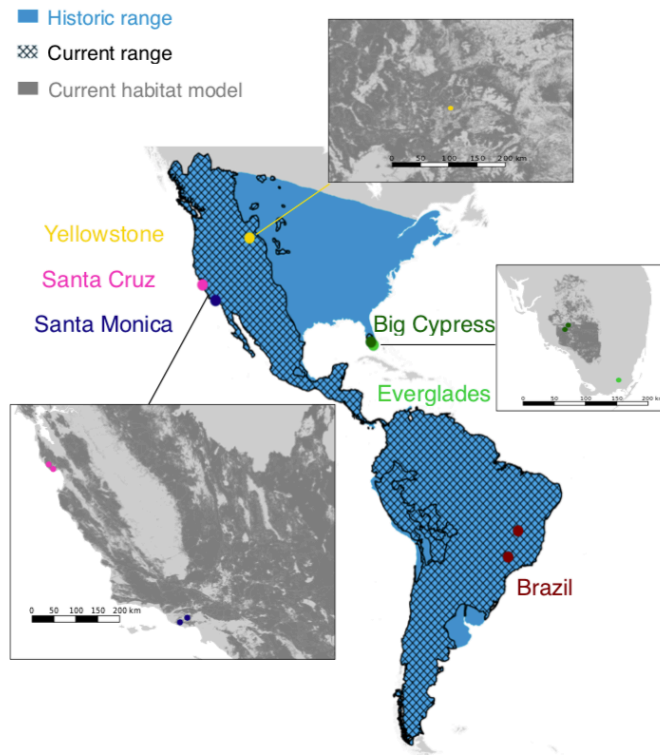 Historic range
Current range
Current habitat model
0 50 100 150 200 km
Yellowstone
Santa Cruz
Santa Monica
Big Cypress
0 50 100 150 200 km
Everglades
0 50 100 150 200 km
Brazil